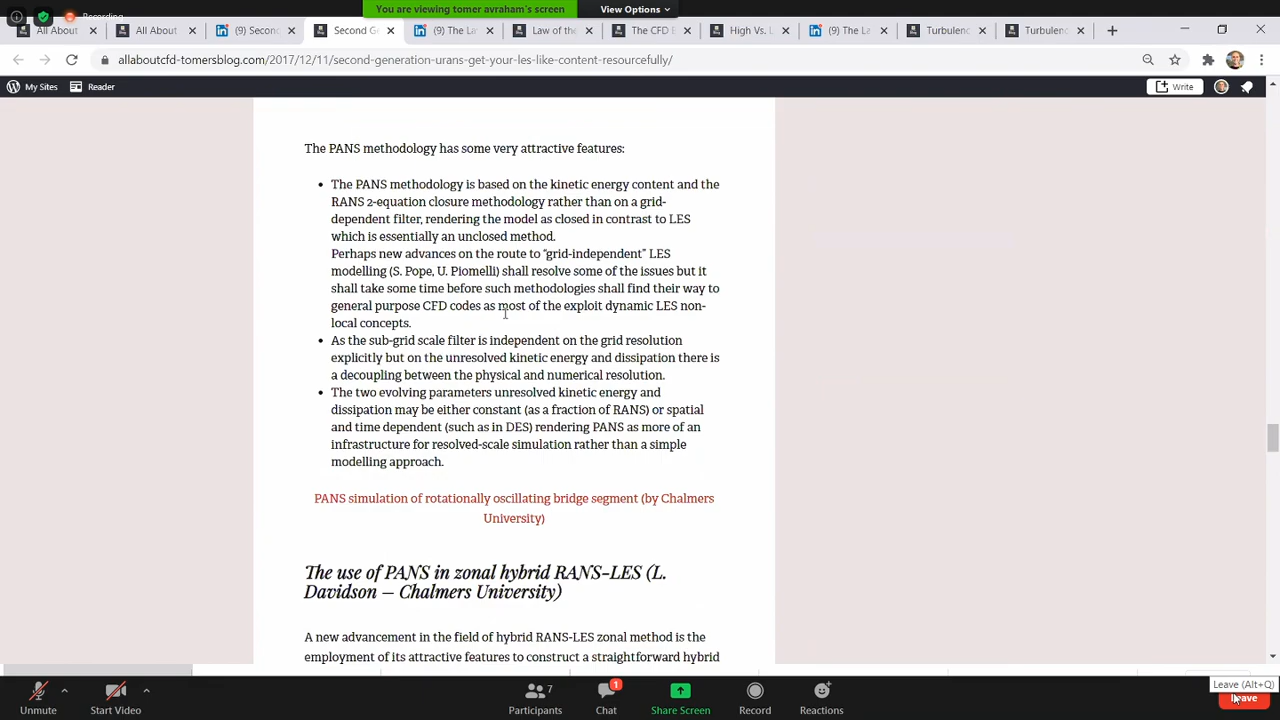 Recording
You are viewing tomer avraham's screen
View Options
All About
All About
(9) Secon
Second G
(9) The La
Law of the
The CFD E
High Vs. L
(9) The La
Turbulenc
Turbulenc
allaboutcfd-tomersblog.com/2017/12/11/second-generation-urans-get-your-les-like-content-resourcefully/
My Sites
Reader
Write
The PANS methodology has some very attractive features:
• The PANS methodology is based on the kinetic energy content and the
RANS 2-equation closure methodology rather than on a grid-
dependent filter, rendering the model as closed in contrast to LES
which is essentially an unclosed method.
Perhaps new advances on the route to “grid-independent” LES
modelling (S. Pope, U. Piomelli) shall resolve some of the issues but it
shall take some time before such methodologies shall find their way to
general purpose CFD codes as most of the exploit dynamic LES non-
local concepts.
• As the sub-grid scale filter is independent on the grid resolution
explicitly but on the unresolved kinetic energy and dissipation there is
a decoupling between the physical and numerical resolution.
• The two evolving parameters unresolved kinetic energy and
dissipation may be either constant (as a fraction of RANS) or spatial
and time dependent (such as in DES) rendering PANS as more of an
infrastructure for resolved-scale simulation rather than a simple
modelling approach.
PANS simulation of rotationally oscillating bridge segment (by Chalmers
University)
The use of PANS in zonal hybrid RANS-LES (L.
Davidson – Chalmers University)
A new advancement in the field of hybrid RANS-LES zonal method is the
employment of its attractive features to construct a straightforward hybrid
Leave (Alt+Q)
Unmute
Start Video
7
Participants
1
Chat
Share Screen
Record
Reactions
Leave